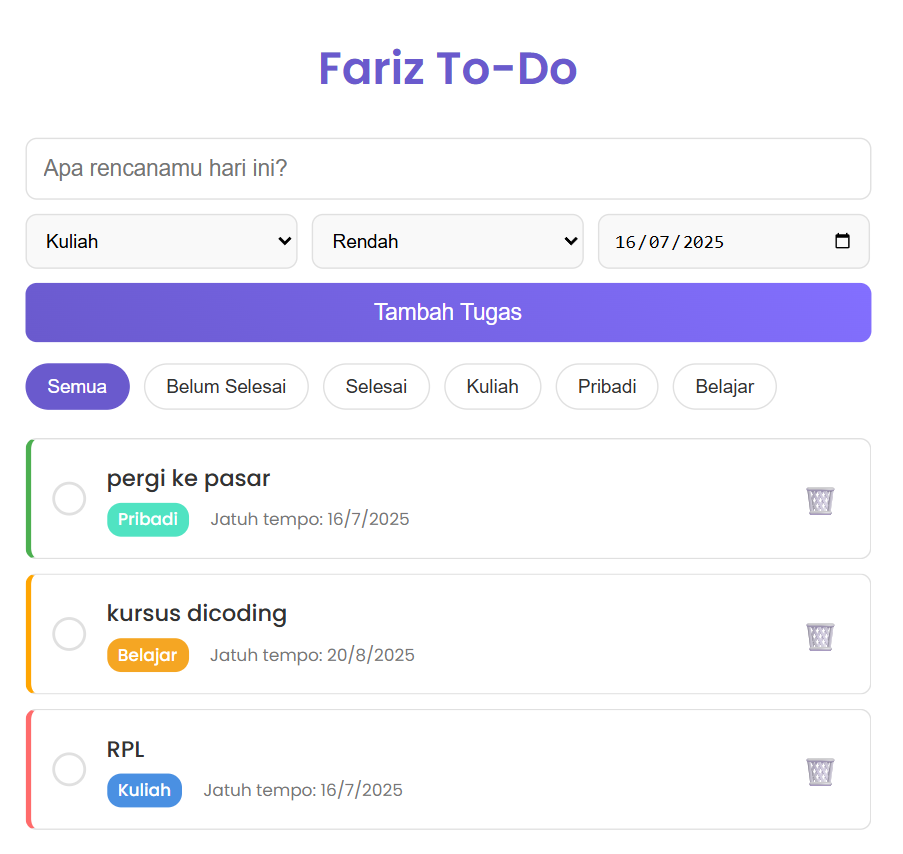 Fariz To-Do
Apa rencanamu hari ini?
Kuliah Rendah 16/07/2025
Tambah Tugas
Semua Belum Selesai Selesai Kuliah Pribadi Belajar
pergi ke pasar
Pribadi Jatuh tempo: 16/7/2025
kursus dicoding
Belajar Jatuh tempo: 20/8/2025
RPL
Kuliah Jatuh tempo: 16/7/2025